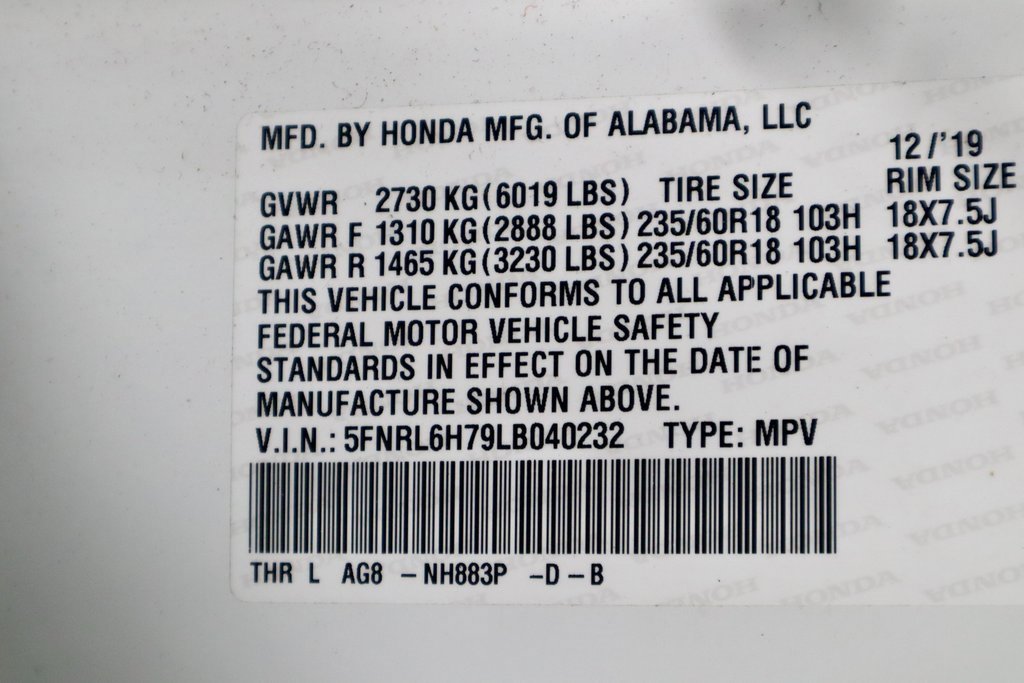 MFD. BY HONDA MFG. OF ALABAMA, LLC
12/'19
GVWR 2730 KG(6019 LBS) TIRE SIZE RIM SIZE
GAWR F 1310 KG(2888 LBS) 235/60R18 103H 18X7.5J
GAWR R 1465 KG(3230 LBS) 235/60R18 103H 18X7.5J
THIS VEHICLE CONFORMS TO ALL APPLICABLE
FEDERAL MOTOR VEHICLE SAFETY
STANDARDS IN EFFECT ON THE DATE OF
MANUFACTURE SHOWN ABOVE.
V.I.N.: 5FNRL6H79LB040232 TYPE: MPV
THR L AG8 -NH883P -D-B